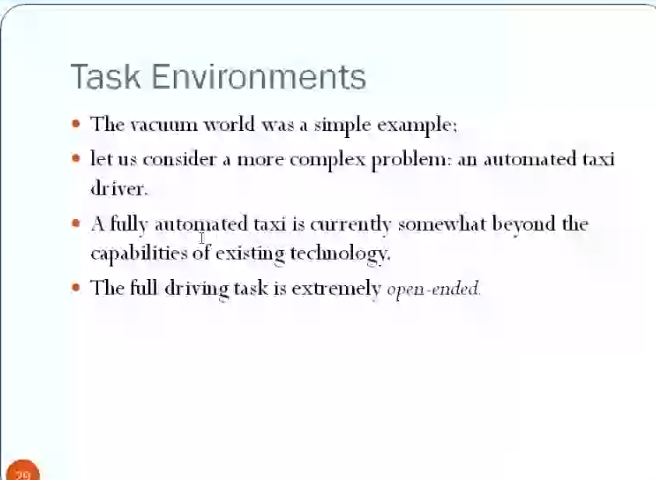 Task Environments
The vacuum world was a simple example;
let us consider a more complex problem: an automated taxi
driver.
A fully automated taxi is currently somewhat beyond the
capabilities of existing technology.
The full driving task is extremely open-ended.
29